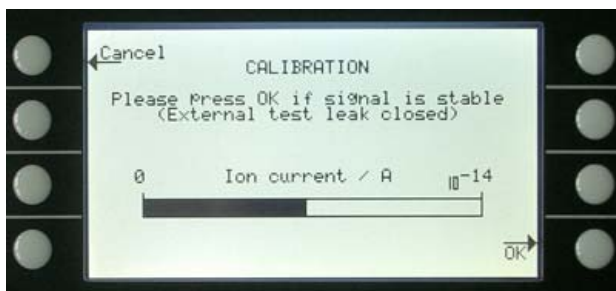 Cancel
CALIBRATION
Please press OK if signal is stable
(External test leak closed)
0 Ion current / A 10-14
OK